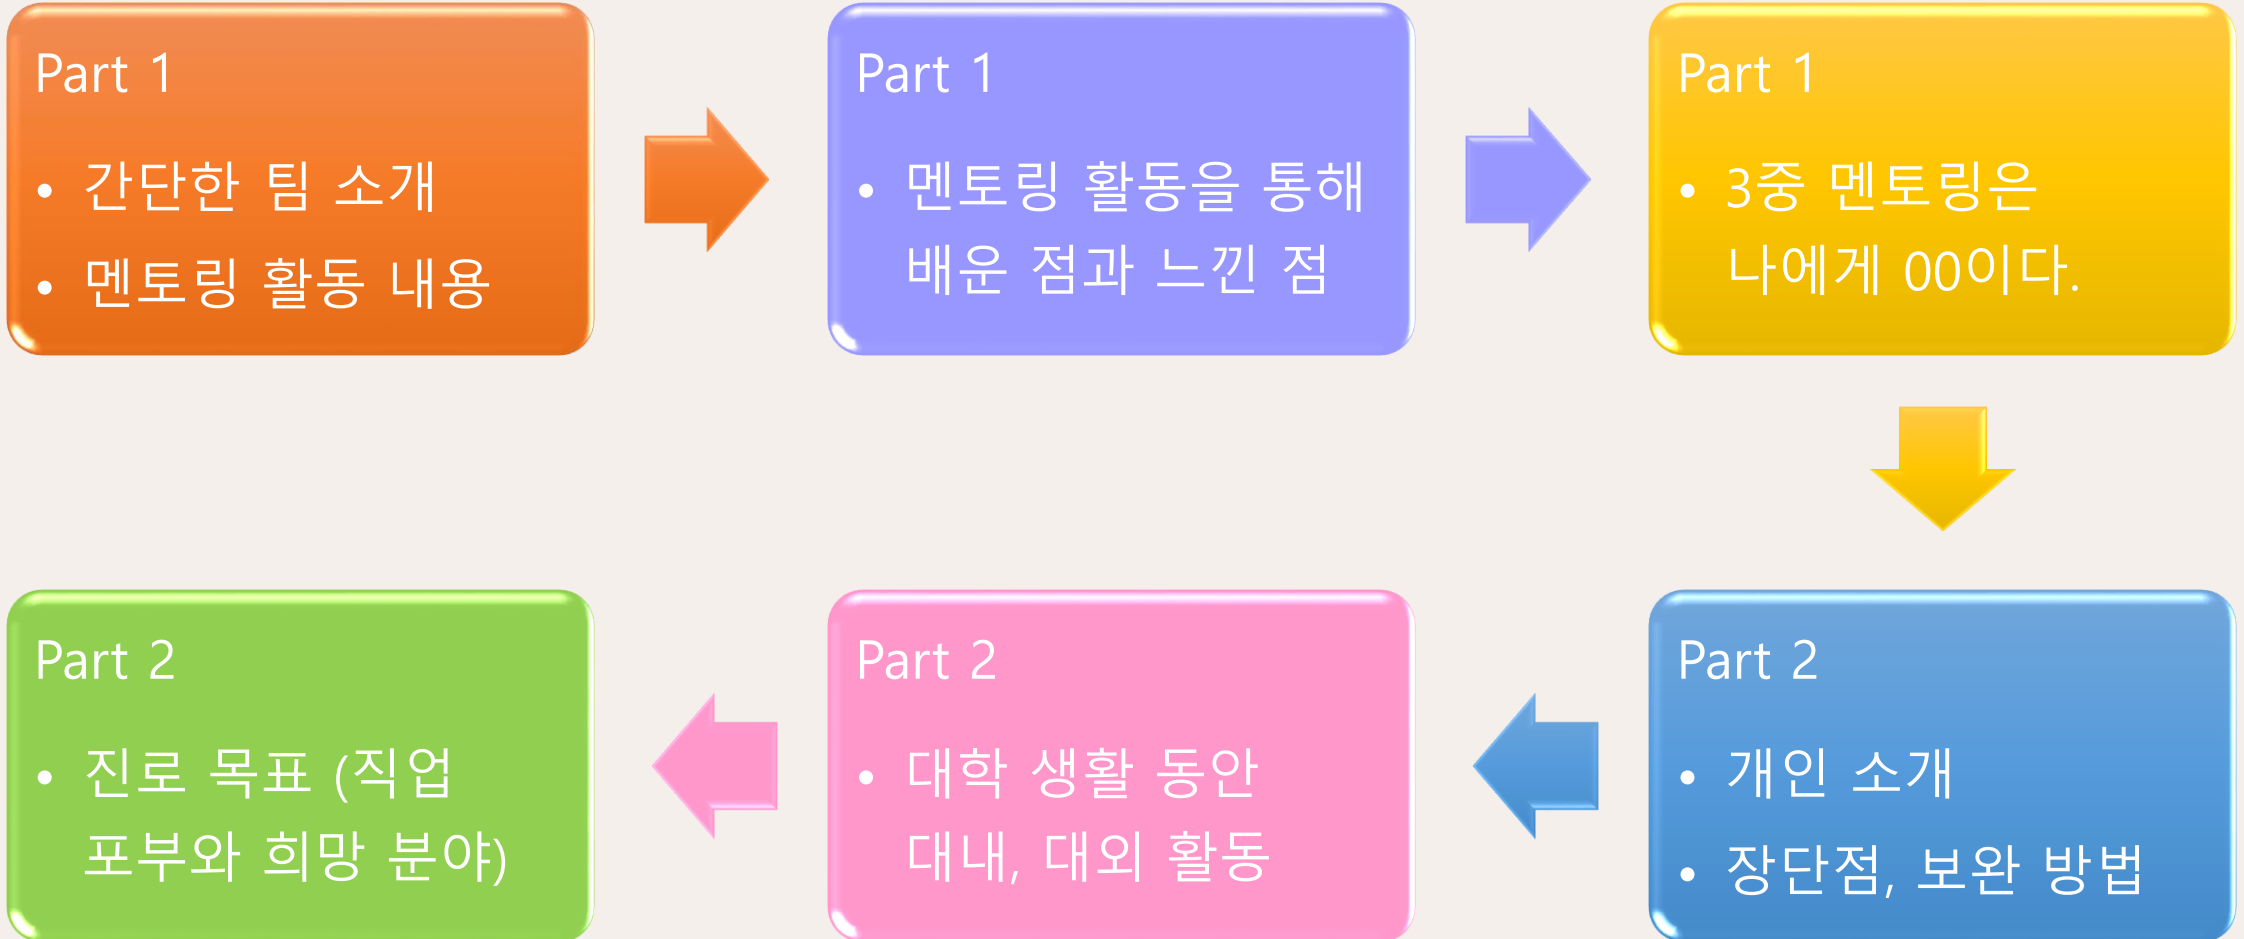 Part 1
• 간단한 팀 소개
• 멘토링 활동 내용
Part 1
• 멘토링 활동을 통해
배운 점과 느낀 점
Part 1
• 3중 멘토링은
나에게 00이다.
Part 2
• 개인 소개
• 장단점, 보완 방법
Part 2
• 대학 생활 동안
대내, 대외 활동
Part 2
• 진로 목표 (직업
포부와 희망 분야)